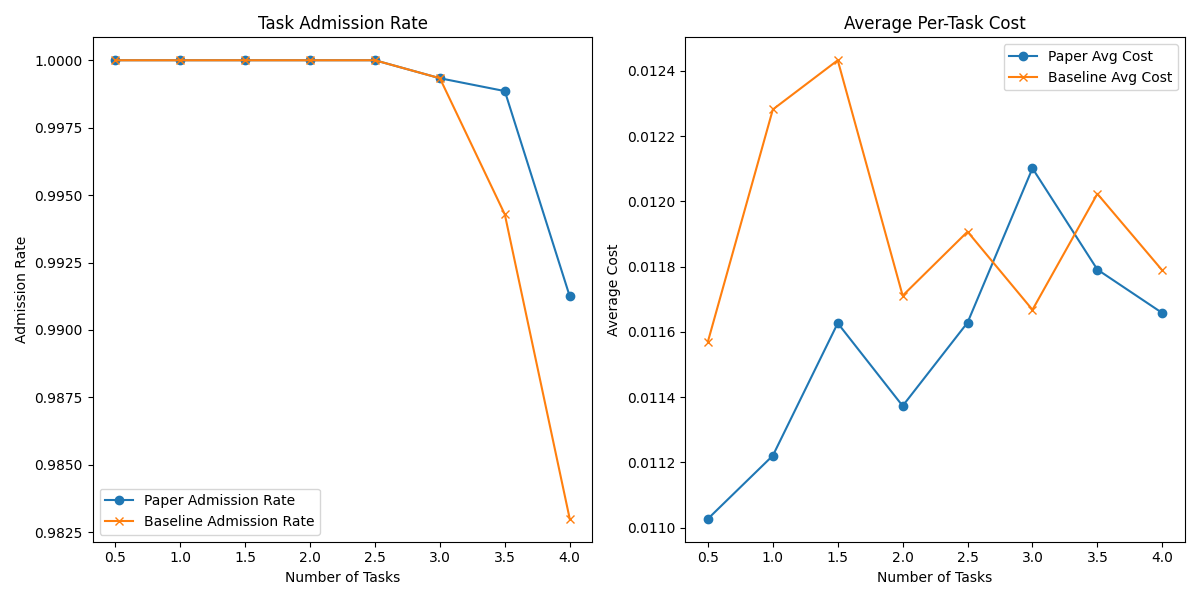 Task Admission Rate
Admission Rate
1.0000
0.9975
0.9950
0.9925
0.9900
0.9875
0.9850
0.9825
Paper Admission Rate
Baseline Admission Rate
0.5 1.0 1.5 2.0 2.5 3.0 3.5 4.0
Number of Tasks
Average Per-Task Cost
Average Cost
0.0124
0.0122
0.0120
0.0118
0.0116
0.0114
0.0112
0.0110
Paper Avg Cost
Baseline Avg Cost
0.5 1.0 1.5 2.0 2.5 3.0 3.5 4.0
Number of Tasks